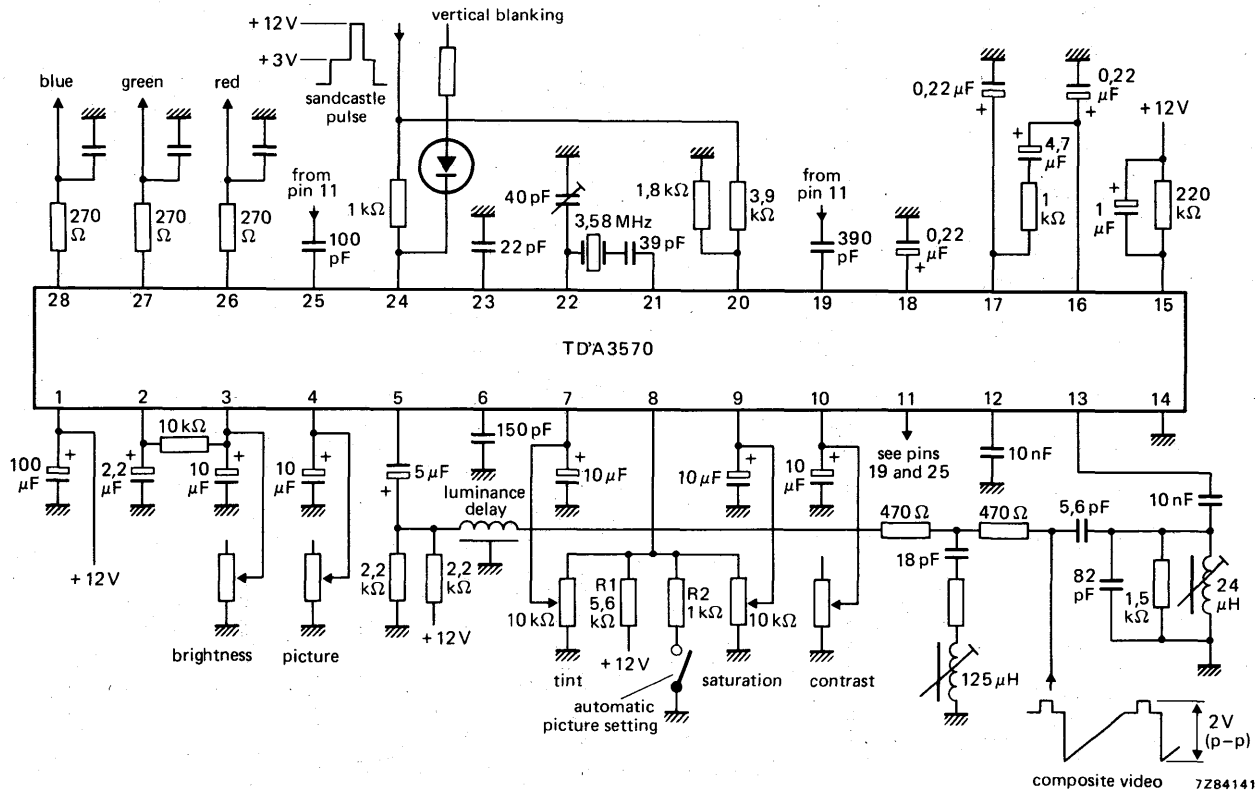 +12V
+3V
sandcastle
pulse
vertical blanking
blue
green
red
270
Ω
270
Ω
270
Ω
from
pin 11
100
pF
1 kΩ
22 pF
40 pF
3,58 MHz
39 pF
1,8 kΩ
3,9
kΩ
from
pin 11
390
pF
0,22
μF
+
0,22 μF
+
0,22
μF
+
+
4,7
μF
1
kΩ
+12V
+
1
μF
220
kΩ
28
27
26
25
24
23
22
21
20
19
18
17
16
15
TDA3570
1
2
3
4
5
6
7
8
9
10
11
12
13
14
100
μF
+
+12V
2,2
μF
+
10 kΩ
10
μF
+
10
μF
+
5 μF
+
150 pF
luminance
delay
+
10 μF
10 μF
+
10
μF
+
see pins
19 and 25
10 nF
10 nF
470 Ω
470 Ω
5,6 pF
18 pF
82
pF
1,5
kΩ
24
μH
125 μH
brightness
picture
2,2
kΩ
2,2
kΩ
+12V
10 kΩ
tint
R1
5,6
kΩ
+12V
R2
1 kΩ
automatic
picture setting
10 kΩ
saturation
contrast
2V
(p–p)
composite video
7Z84141